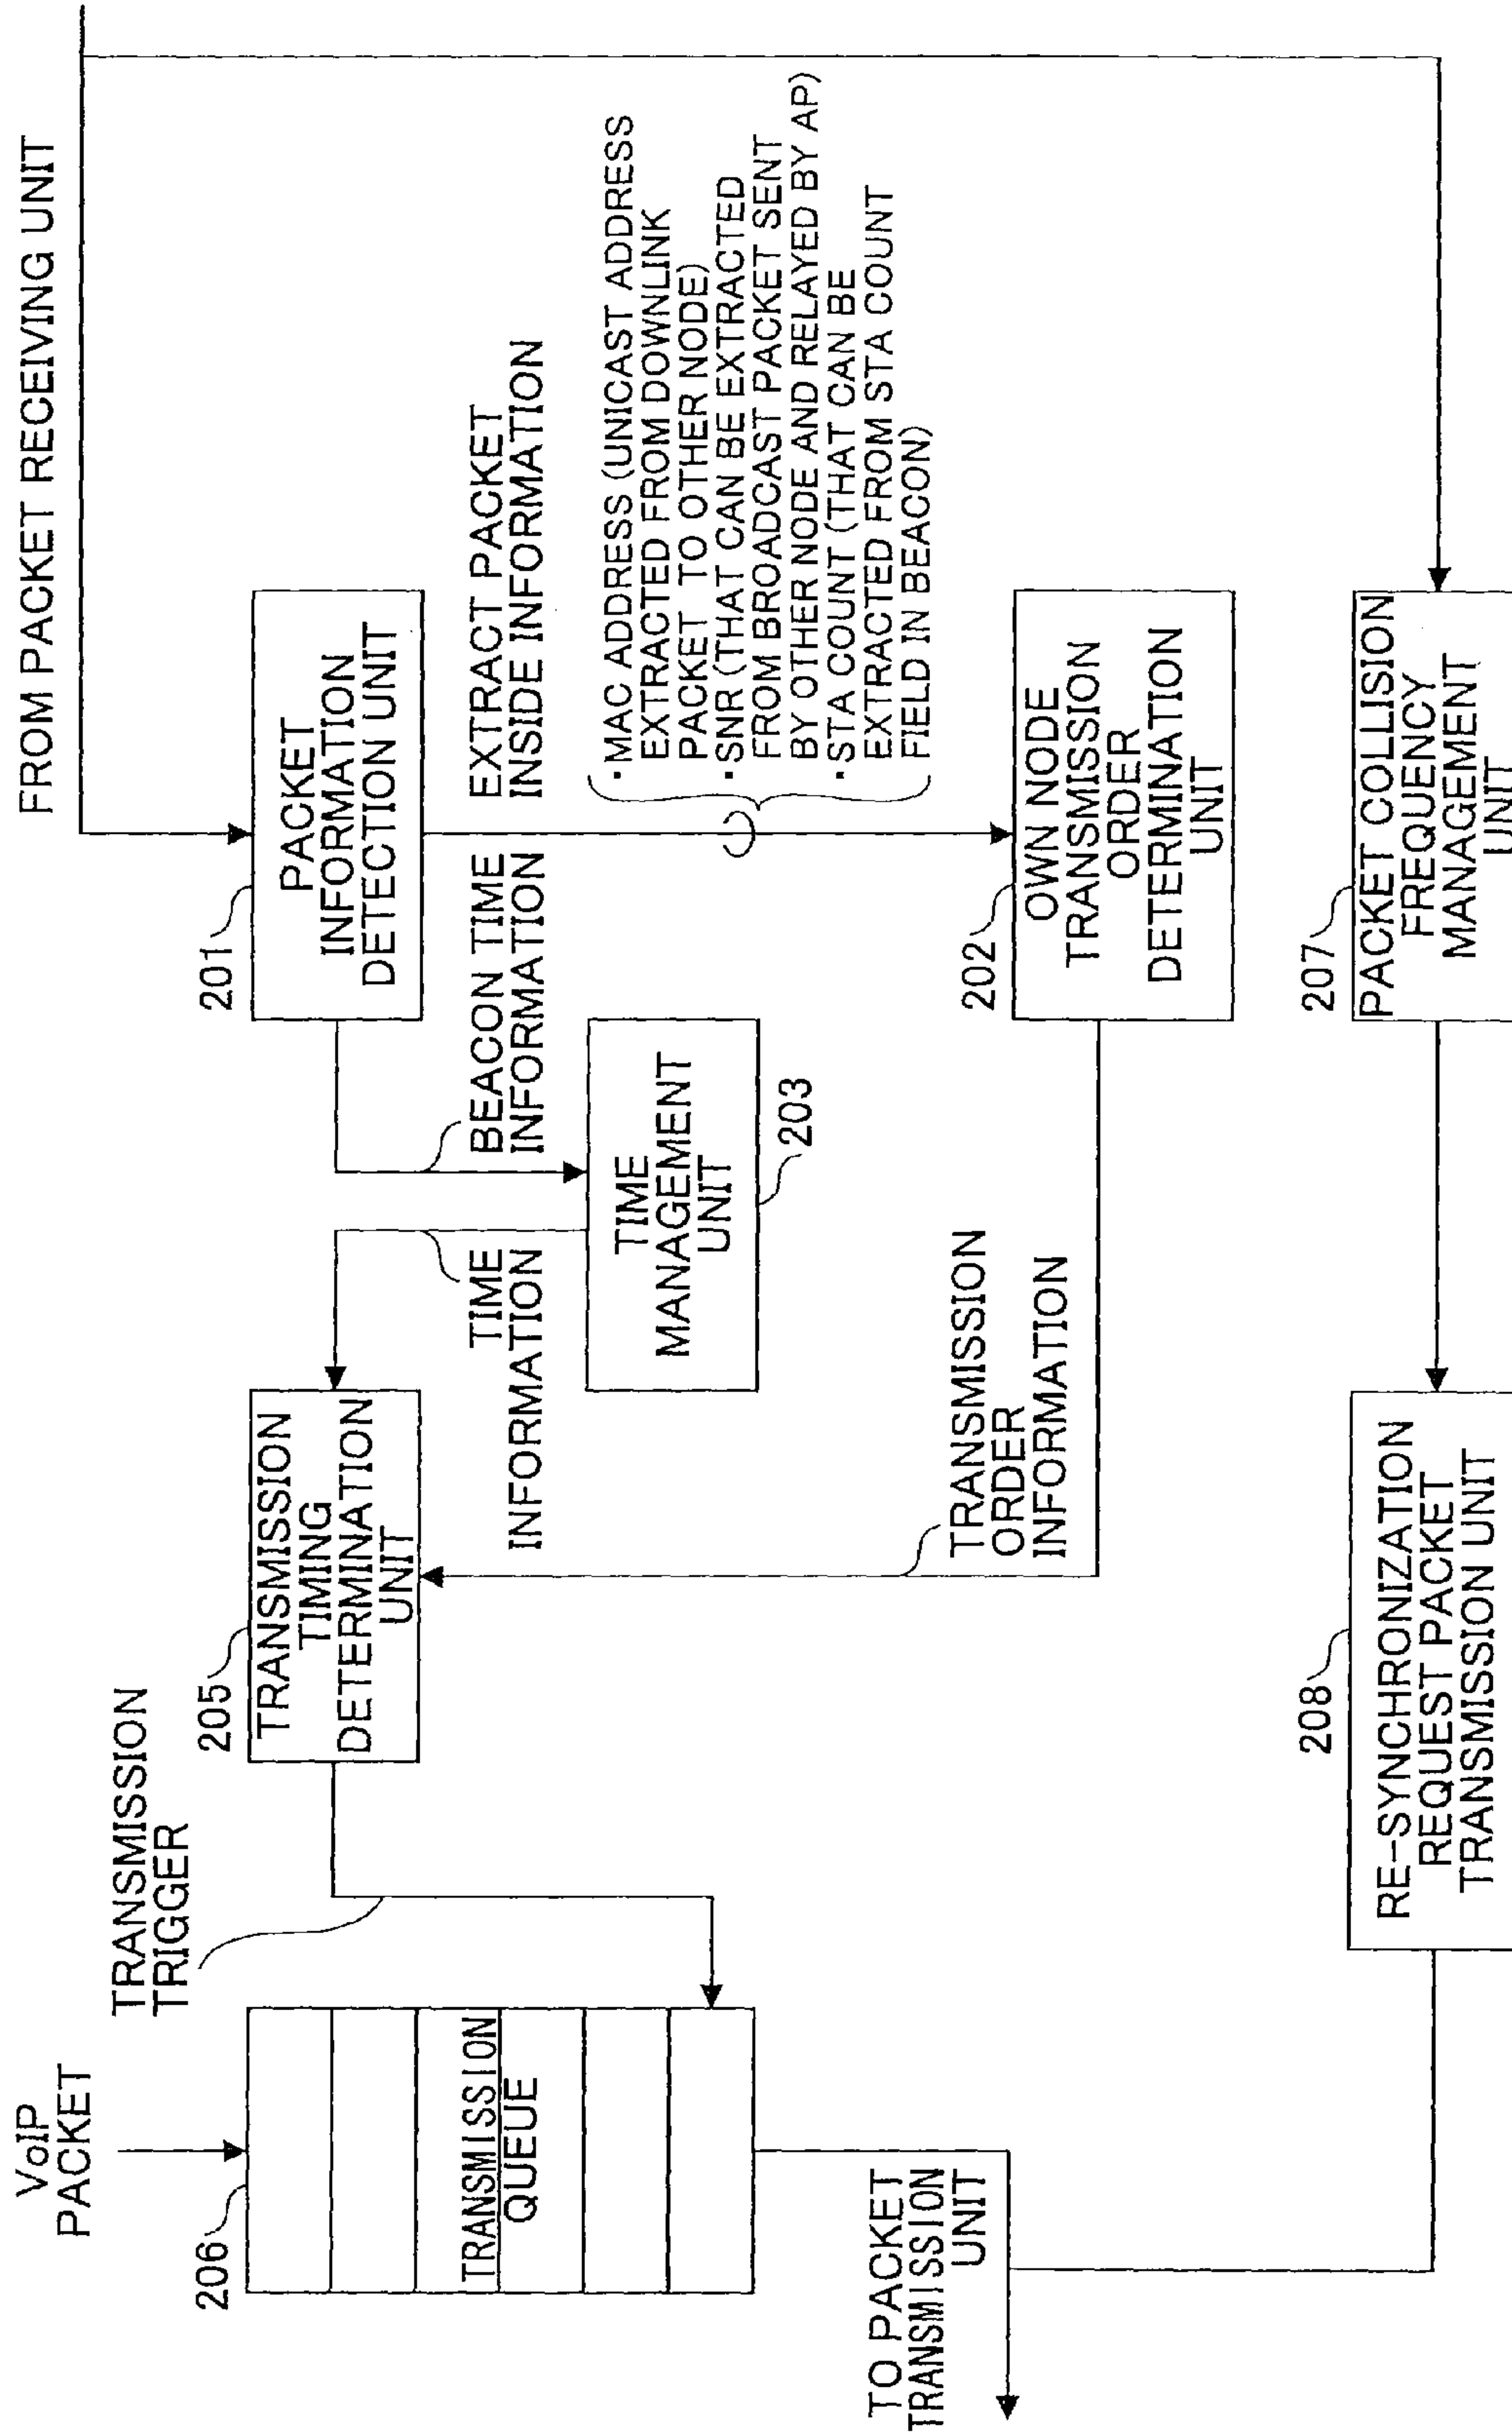 FROM PACKET RECEIVING UNIT
201
PACKET
INFORMATION
DETECTION UNIT
EXTRACT PACKET
INSIDE INFORMATION
· MAC ADDRESS (UNICAST ADDRESS
EXTRACTED FROM DOWNLINK
PACKET TO OTHER NODE)
· SNR (THAT CAN BE EXTRACTED
FROM BROADCAST PACKET SENT
BY OTHER NODE AND RELAYED BY AP)
· STA COUNT (THAT CAN BE
EXTRACTED FROM STA COUNT
FIELD IN BEACON)
BEACON TIME
INFORMATION
TIME
MANAGEMENT
UNIT
203
TIME
INFORMATION
202
OWN NODE
TRANSMISSION
ORDER
DETERMINATION
UNIT
TRANSMISSION
ORDER
INFORMATION
205
TRANSMISSION
TIMING
DETERMINATION
UNIT
TRANSMISSION
TRIGGER
VoIP
PACKET
206
TRANSMISSION
QUEUE
TO PACKET
TRANSMISSION
UNIT
207
PACKET COLLISION
FREQUENCY
MANAGEMENT
UNIT
208
RE-SYNCHRONIZATION
REQUEST PACKET
TRANSMISSION UNIT